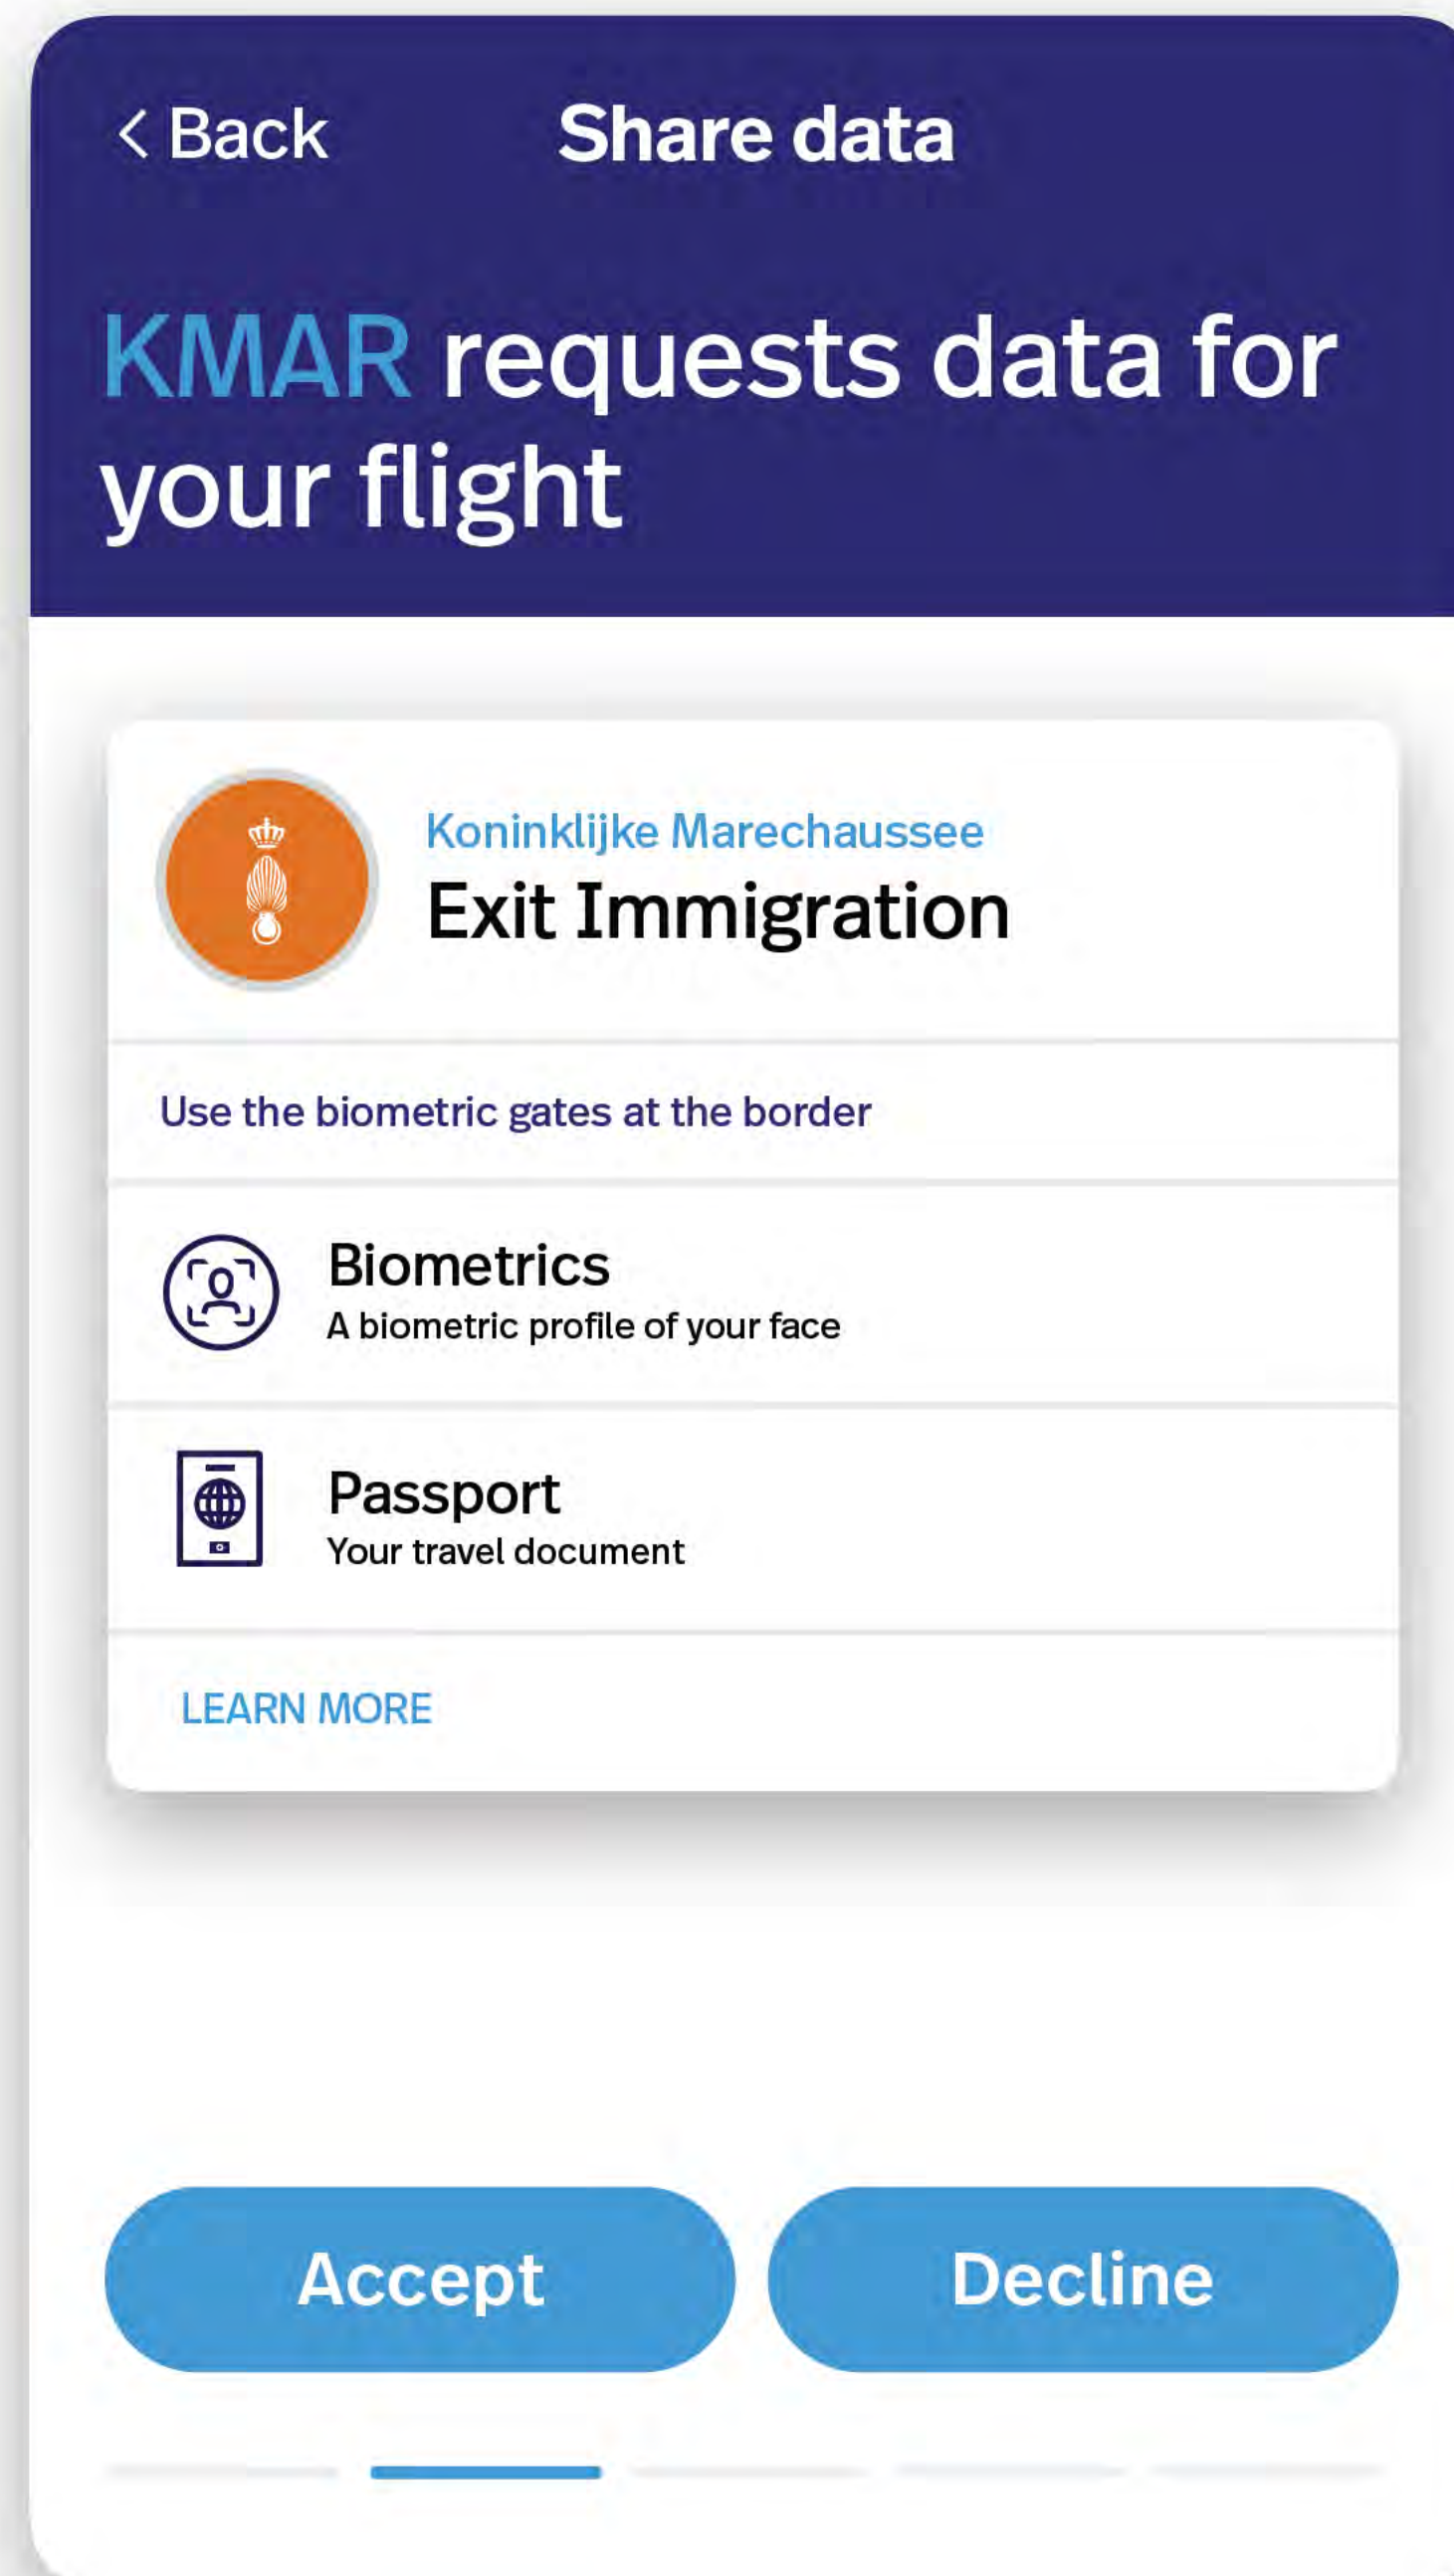 Back
Share data
KMAR requests data for
your flight
Koninklijke Marechaussee
Exit Immigration
Use the biometric gates at the border
Biometrics
A biometric profile of your face
Passport
Your travel document
LEARN MORE
Accept
Decline